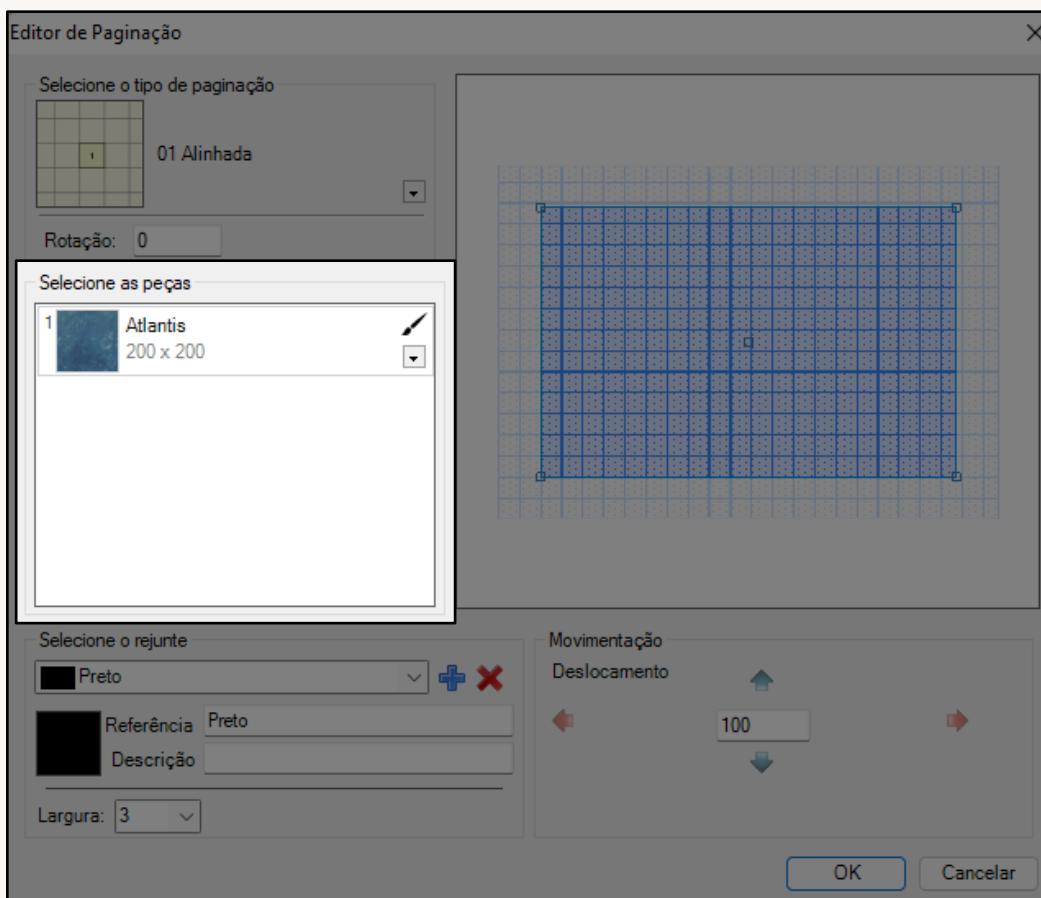 Editor de Paginação
Selecione o tipo de paginação
1
01 Alinhada
Rotação: 0
Selecione as peças
1
Atlantis
200 x 200
Selecione o rejunte
Preto
Referência Preto
Descrição
Largura: 3
Movimentação
Deslocamento
100
OK Cancelar